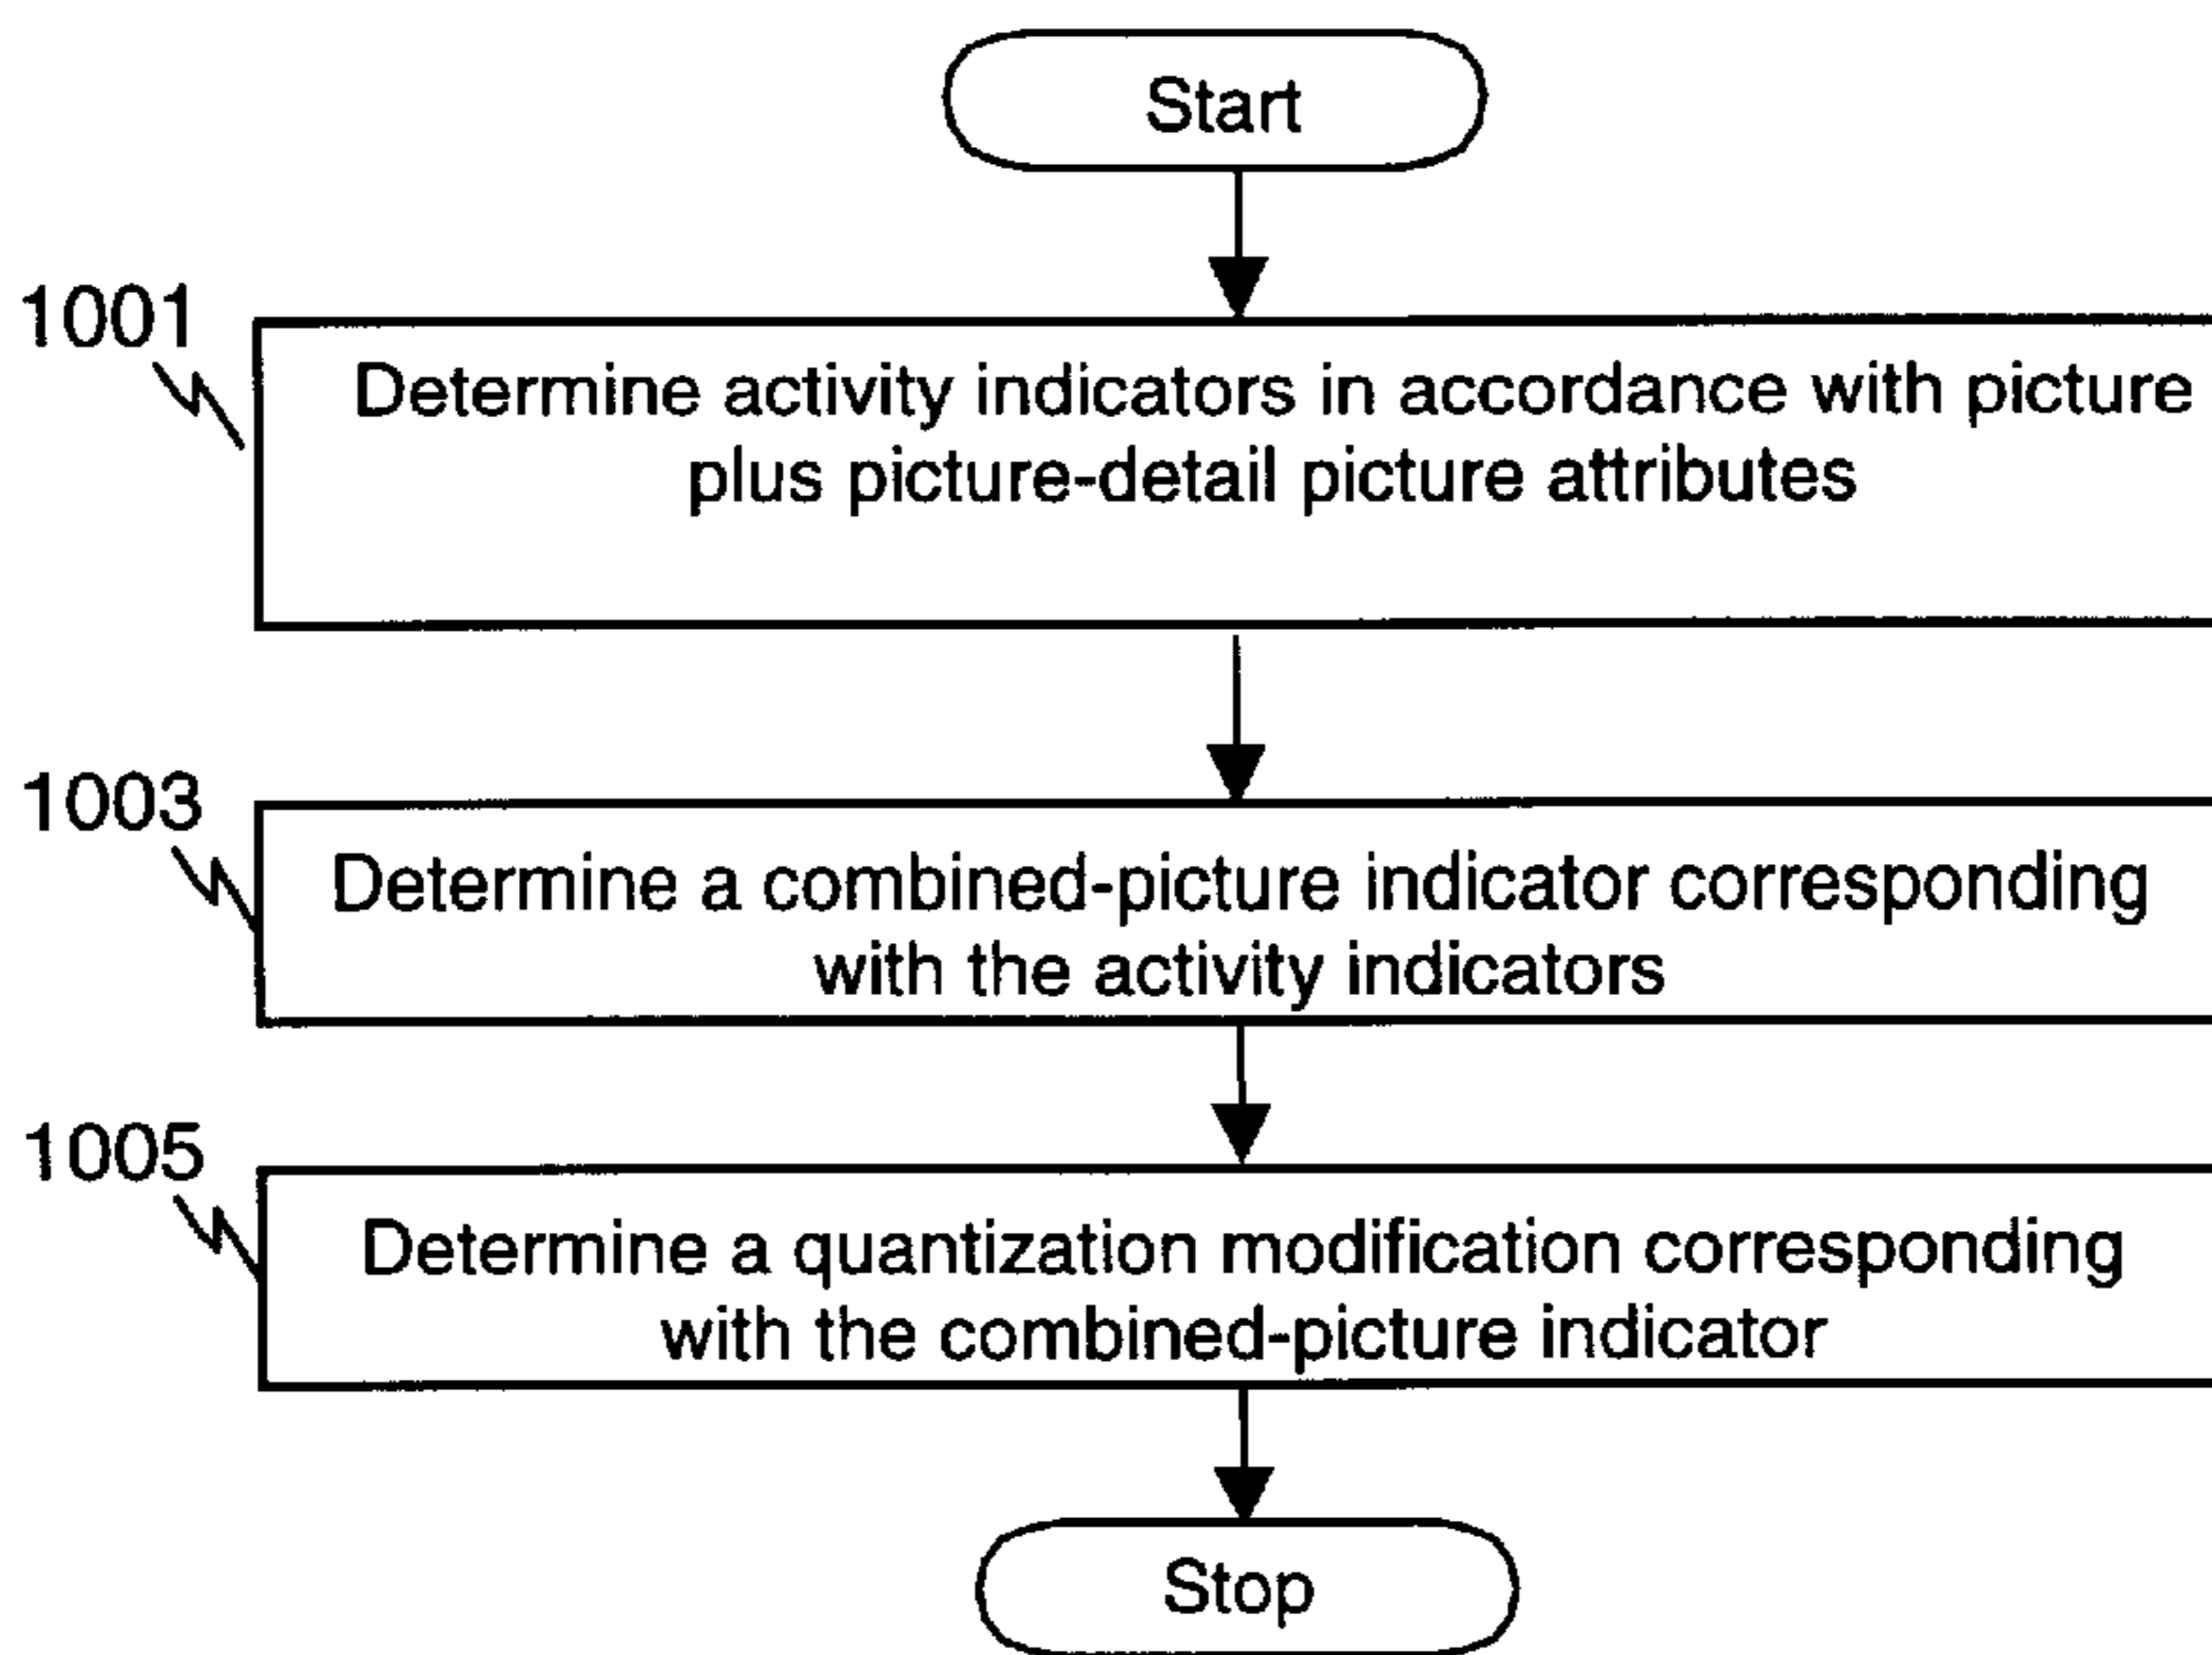 Start
1001
Determine activity indicators in accordance with picture
plus picture-detail picture attributes
1003
Determine a combined-picture indicator corresponding
with the activity indicators
1005
Determine a quantization modification corresponding
with the combined-picture indicator
Stop